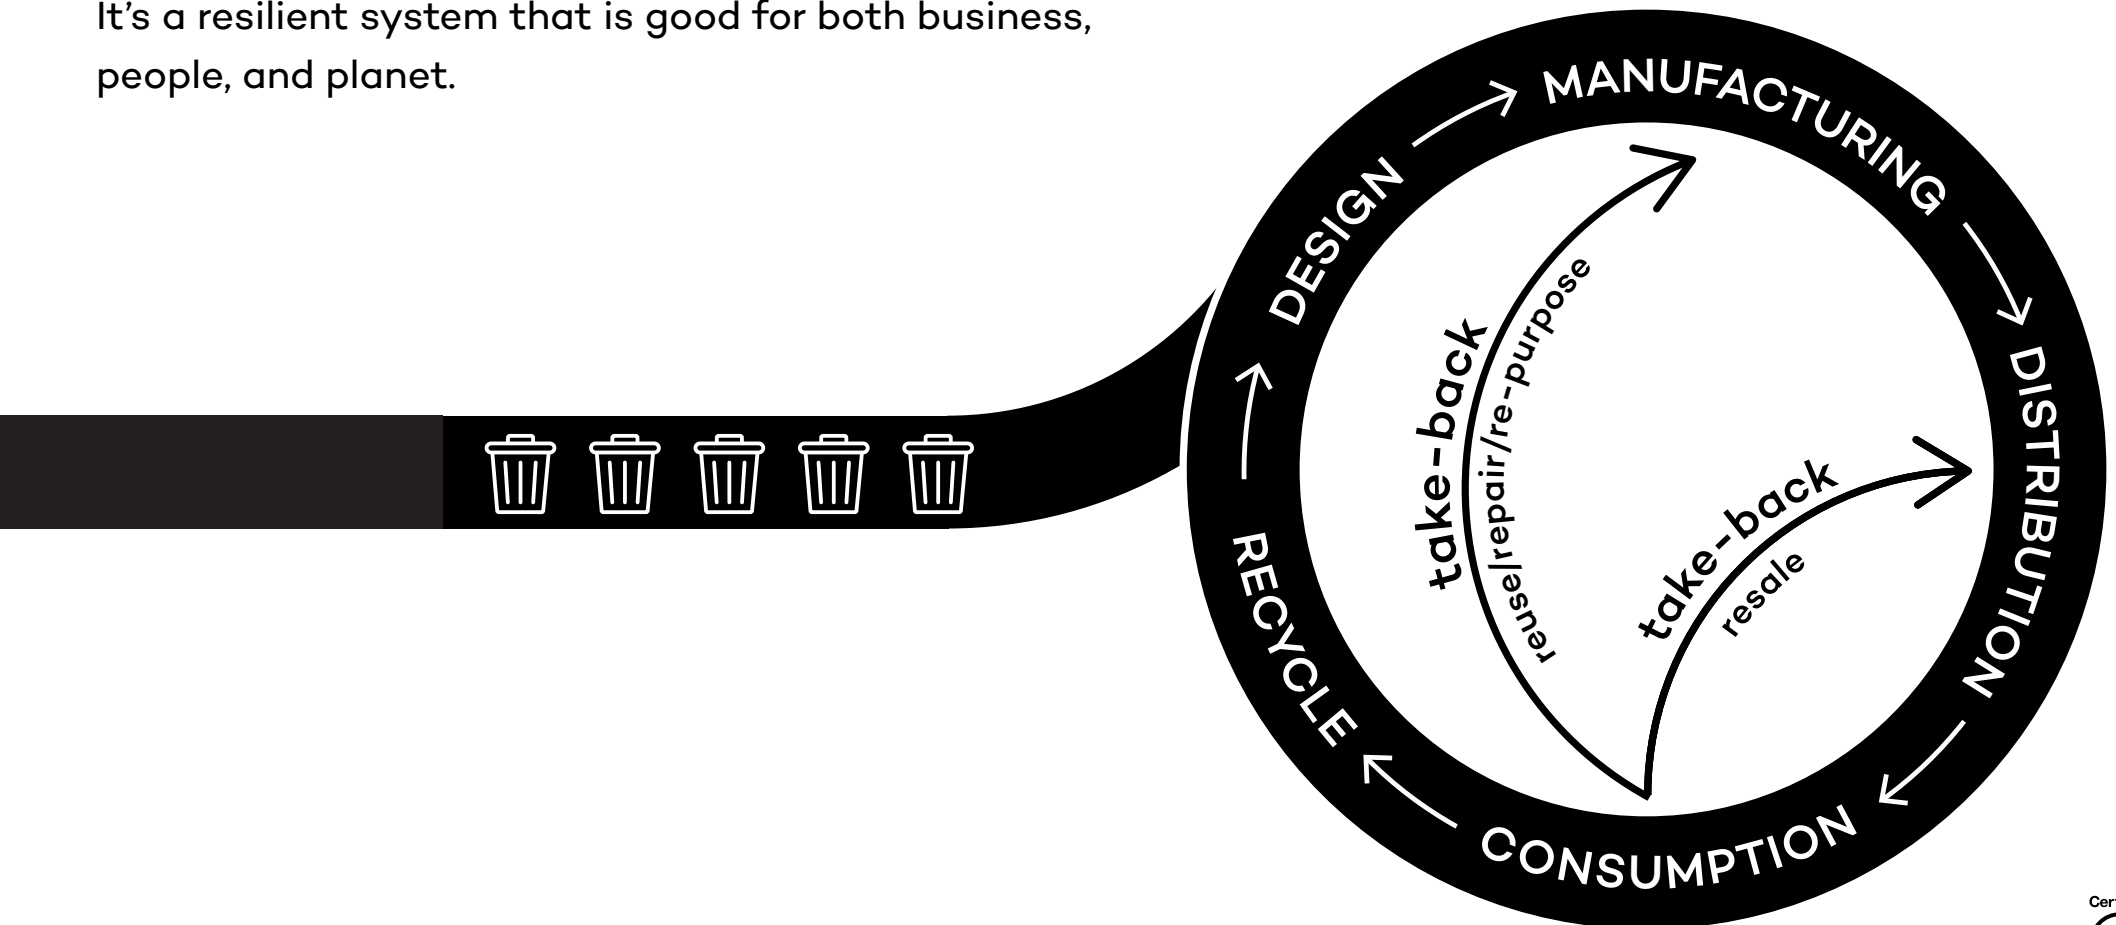 It’s a resilient system that is good for both business,
people, and planet.
DESIGN
MANUFACTURING
DISTRIBUTION
CONSUMPTION
RECYCLE
take-back
reuse/repair/re-purpose
take-back
resale